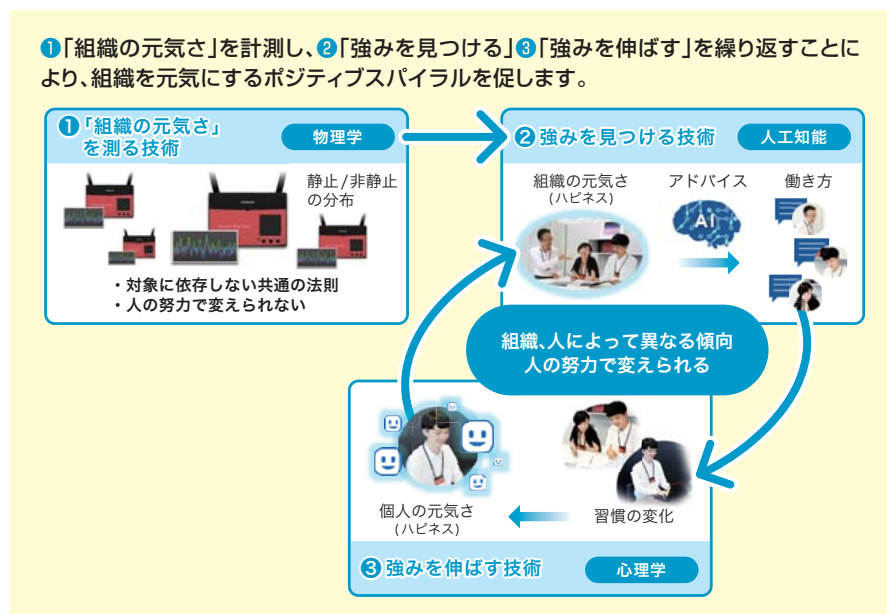 ❶「組織の元気さ」を計測し、❷「強みを見つける」❸「強みを伸ばす」を繰り返すことに
より、組織を元気にするポジティブスパイラルを促します。
❶「組織の元気さ」
を測る技術
物理学
静止/非静止
の分布
・対象に依存しない共通の法則
・人の努力で変えられない
❷強みを見つける技術
人工知能
組織の元気さ
(ハピネス)
アドバイス
働き方
AI
組織、人によって異なる傾向
人の努力で変えられる
個人の元気さ
(ハピネス)
習慣の変化
❸強みを伸ばす技術
心理学